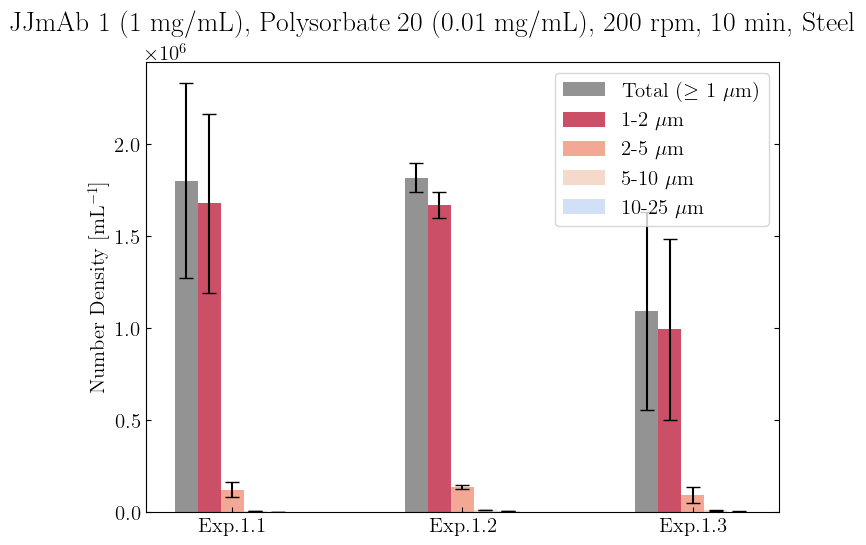 JJmAb 1 (1 mg/mL), Polysorbate 20 (0.01 mg/mL), 200 rpm, 10 min, Steel
×10⁶
Total (≥ 1 μm)
1-2 μm
2-5 μm
5-10 μm
10-25 μm
Number Density [mL⁻¹]
2.0
1.5
1.0
0.5
0.0
Exp.1.1 Exp.1.2 Exp.1.3